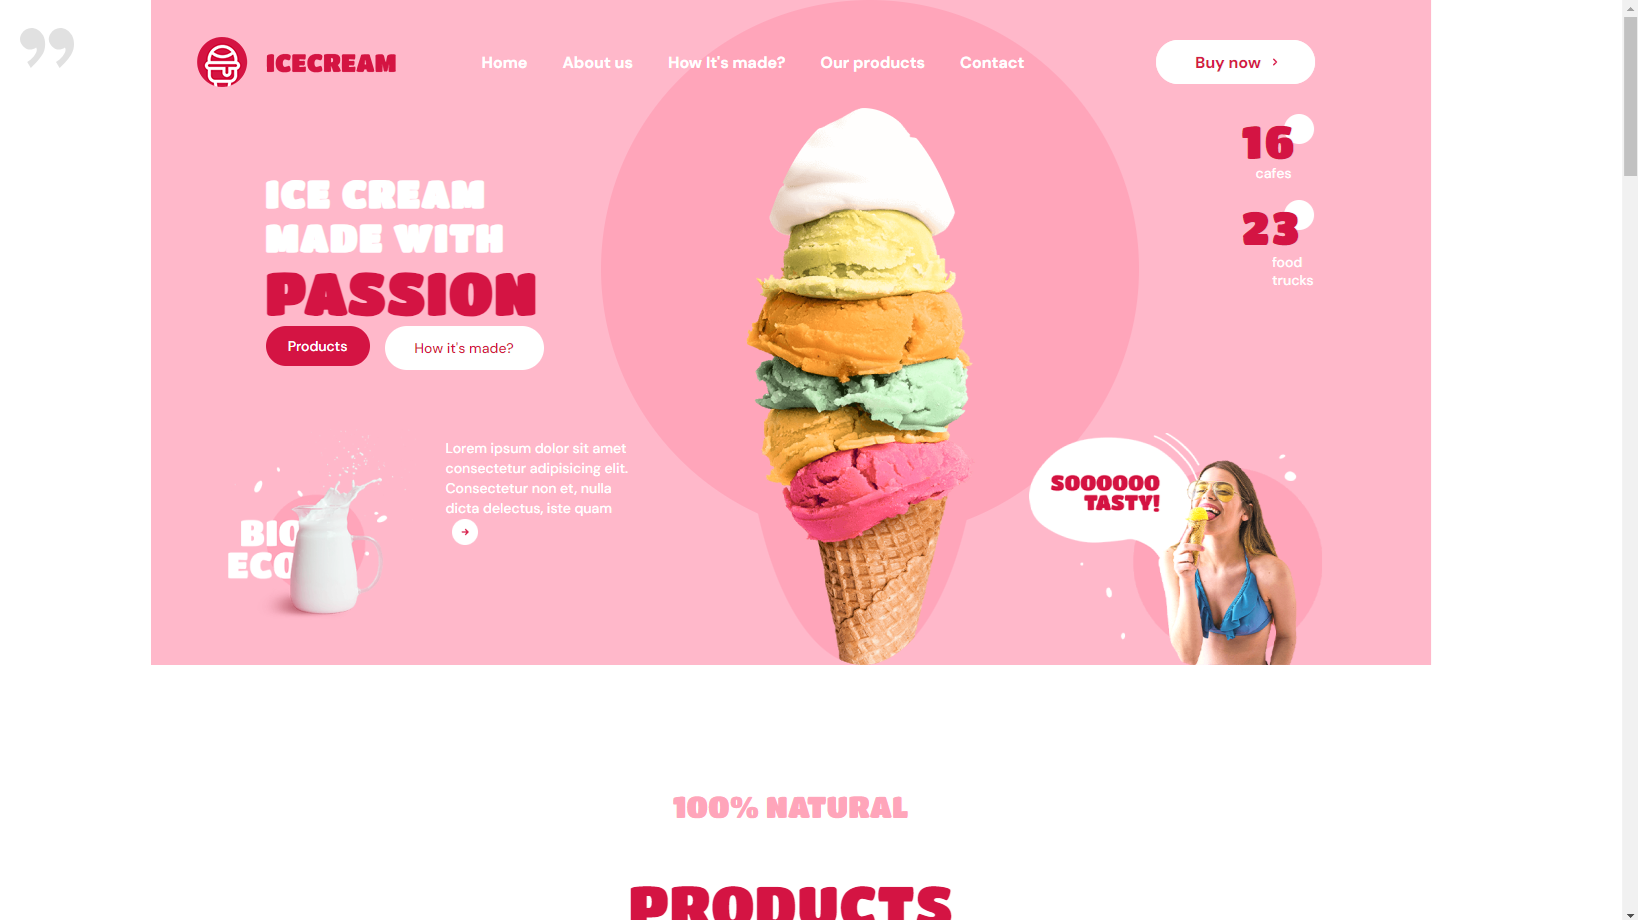 ICECREAM
Home
About us
How It's made?
Our products
Contact
Buy now
16
cafes
23
food
trucks
ICE CREAM
MADE WITH
PASSION
Products
How it's made?
BIO
ECO
Lorem ipsum dolor sit amet
consectetur adipisicing elit.
Consectetur non et, nulla
dicta delectus, iste quam
SOOOOOO
TASTY!
100% NATURAL
PRODUCTS